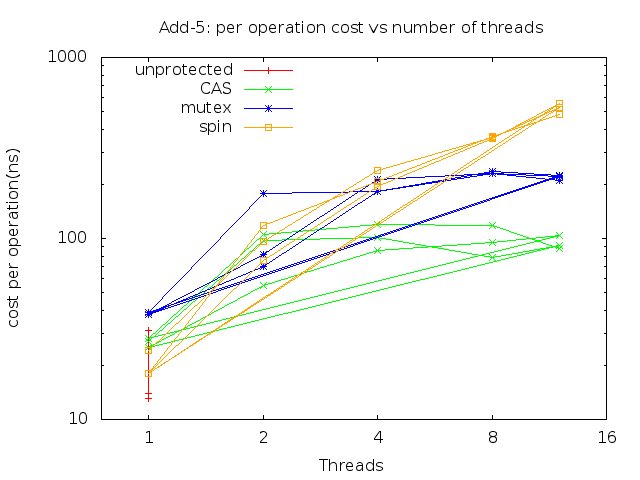 Add-5: per operation cost vs number of threads
1000
unprotected
CAS
mutex
spin
100
cost per operation(ns)
10
1 2 4 8 16
Threads